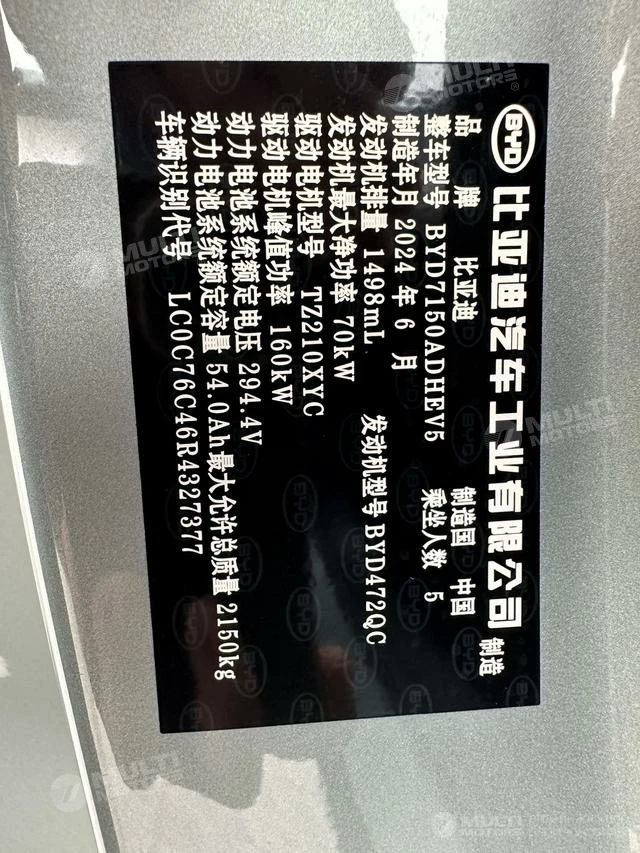 BYD 比亚迪汽车工业有限公司 制造
品 牌 比亚迪 制造国 中国
整车型号 BYD7150ADHEV5 乘坐人数 5
制造年月 2024 年 6 月
发动机排量 1498mL 发动机型号 BYD472QC
发动机最大净功率 70kW
驱动电机型号 TZ210XYC
驱动电机峰值功率 160kW
动力电池系统额定电压 294.4V
动力电池系统额定容量 54.0Ah 最大允许总质量 2150kg
车辆识别代号 LC0C76C46R4327377
MULTI
MOTORS